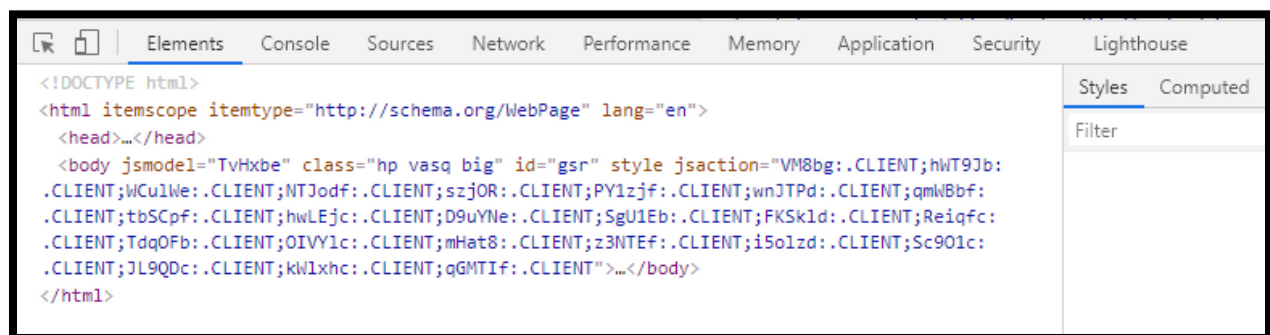 Elements Console Sources Network Performance Memory Application Security Lighthouse
<!DOCTYPE html>
<html itemscope itemtype="http://schema.org/WebPage" lang="en">
<head>…</head>
<body jsmodel="TvHxbe" class="hp vasq big" id="gsr" style jsaction="VM8bg:.CLIENT;hWT9Jb:
.CLIENT;WCulWe:.CLIENT;NTJodf:.CLIENT;szjOR:.CLIENT;PY1zjf:.CLIENT;wnJTPd:.CLIENT;qmWBbf:
.CLIENT;tbSCpf:.CLIENT;hwLEjc:.CLIENT;D9uYNe:.CLIENT;SgU1Eb:.CLIENT;FKSkld:.CLIENT;Reiqfc:
.CLIENT;TdqOFb:.CLIENT;OIVYlc:.CLIENT;mHat8:.CLIENT;z3NTEf:.CLIENT;i5olzd:.CLIENT;Sc9O1c:
.CLIENT;JL9QDc:.CLIENT;kWlxhc:.CLIENT;qGMTIf:.CLIENT">…</body>
</html>
Styles Computed
Filter